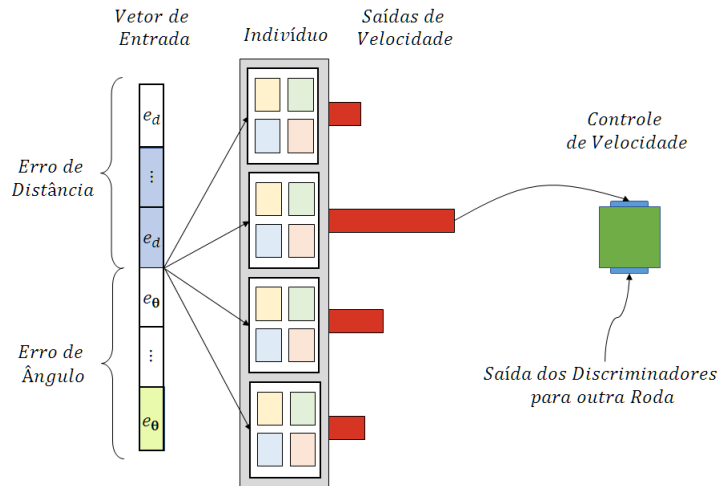 Vetor de
Entrada
Indivíduo
Saídas de
Velocidade
Erro de
Distância
e_d
⋮
e_d
Erro de
Ângulo
e_θ
⋮
e_θ
Controle
de Velocidade
Saída dos Discriminadores
para outra Roda